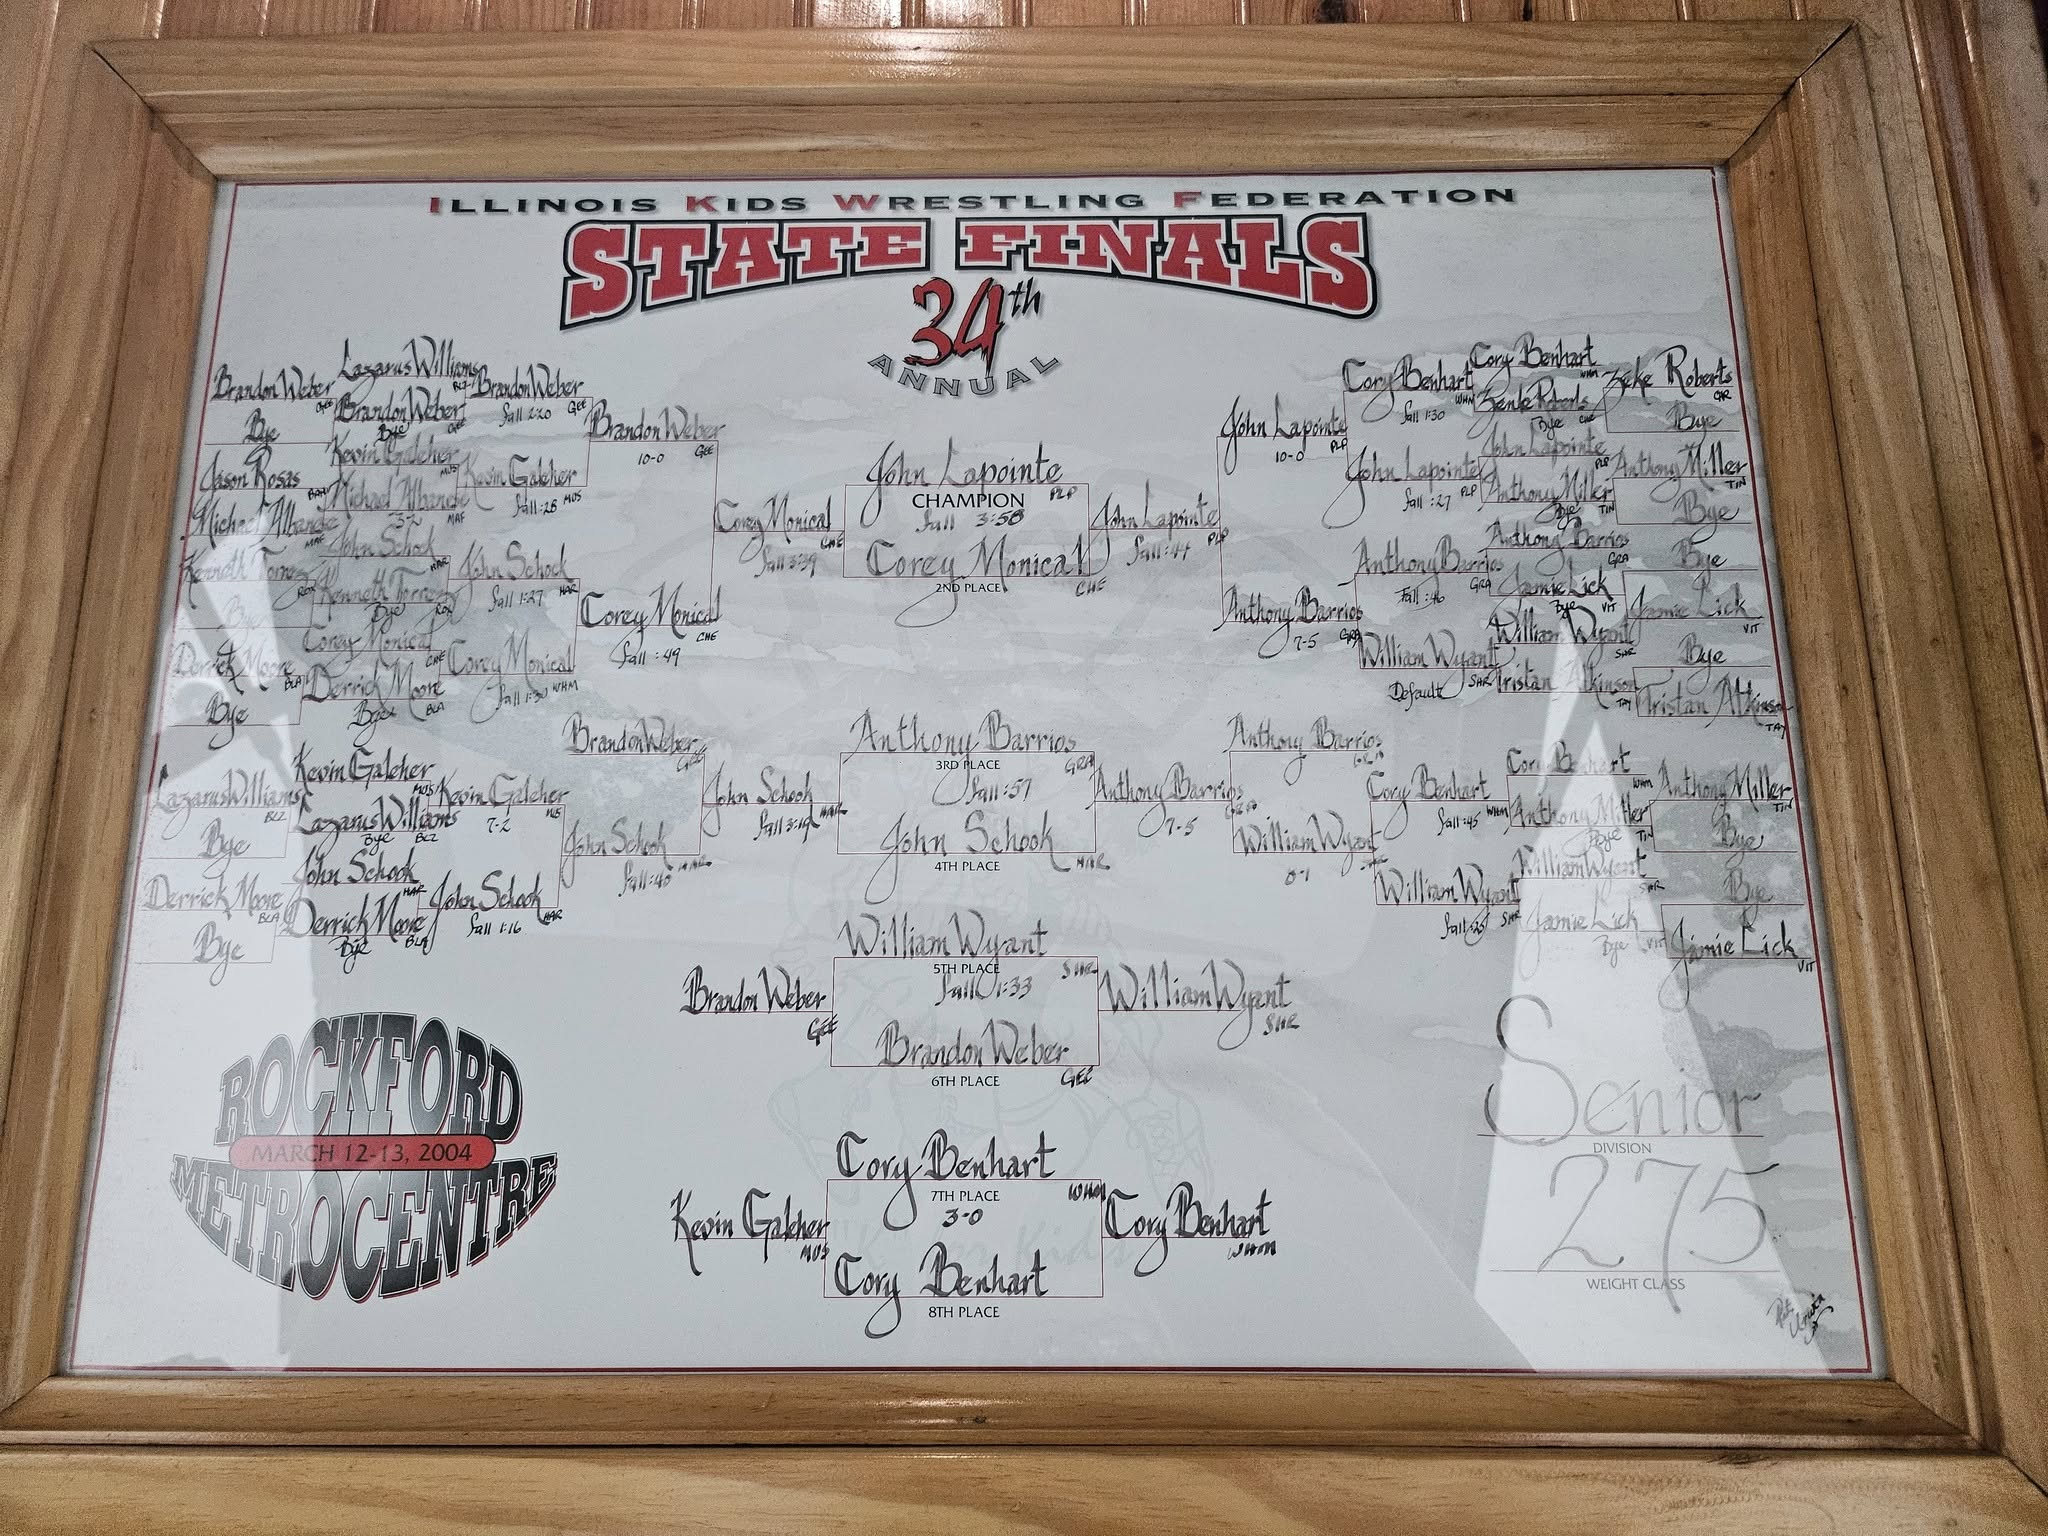 ILLINOIS KIDS WRESTLING FEDERATION
STATE FINALS
34th
ANNUAL
Brandon Weber GEE
Bye
Jason Rosas BAH
Michael Albanese MAF
Kenneth Torres ROX
Bye
Derrick Moore BLA
Bye
Lazarus Williams BLZ
Brandon Weber GEE
Bye
Kevin Galcher MUS
Michael Albanese MAF
3-2
John Schook HAR
Kenneth Torres ROX
Bye
Corey Monical CHE
Derrick Moore BLA
Bye
Brandon Weber GEE
fall 2:20
Kevin Galcher MUS
fall :28
John Schook HAR
fall 1:27
Corey Monical WHM
fall 1:30
Brandon Weber GEE
10-0
Corey Monical CHE
fall :49
Corey Monical CHE
fall 3:39
John Lapointe PLP
CHAMPION
fall 3:58
Corey Monical CHE
2ND PLACE
John Lapointe PLP
fall :44
John Lapointe PLP
10-0
Anthony Barrios GRA
7-5
Cory Benhart WHM
fall 1:30
John Lapointe PLP
fall :27
Anthony Barrios GRA
Fall :46
William Wyant SHR
Default
Cory Benhart WHM
Zeke Roberts
Bye
John Lapointe PLP
Anthony Miller TIN
Bye
Anthony Barrios GRA
Jamie Lick VIT
Bye
William Wyant SHR
Tristan Atkinson TAY
Zeke Roberts
Bye
Anthony Miller TIN
Bye
Bye
Jamie Lick VIT
Bye
Tristan Atkinson TAY
Lazarus Williams BLZ
Bye
Derrick Moore BLA
Bye
Kevin Galcher MUS
Lazarus Williams BLZ
Bye
John Schook HAR
Derrick Moore BLA
Bye
Kevin Galcher MUS
7-2
John Schook HAR
fall 1:16
Brandon Weber GEE
John Schook HAR
fall :40
John Schook HAR
fall 3:19
Anthony Barrios GRA
3RD PLACE
fall :57
John Schook HAR
4TH PLACE
Anthony Barrios GRA
7-5
Anthony Barrios GRA
William Wyant SHR
Cory Benhart WHM
fall :45
William Wyant SHR
fall :25
Cory Benhart WHM
Anthony Miller TIN
Bye
William Wyant SHR
Jamie Lick VIT
Bye
Anthony Miller TIN
Bye
Bye
Jamie Lick VIT
Brandon Weber GEE
William Wyant SHR
5TH PLACE
fall 1:33
Brandon Weber GEE
6TH PLACE
William Wyant SHR
Kevin Galcher MUS
Cory Benhart WHM
7TH PLACE
3-0
Cory Benhart
8TH PLACE
Cory Benhart WHM
ROCKFORD
MARCH 12-13, 2004
METROCENTRE
Senior
DIVISION
275
WEIGHT CLASS